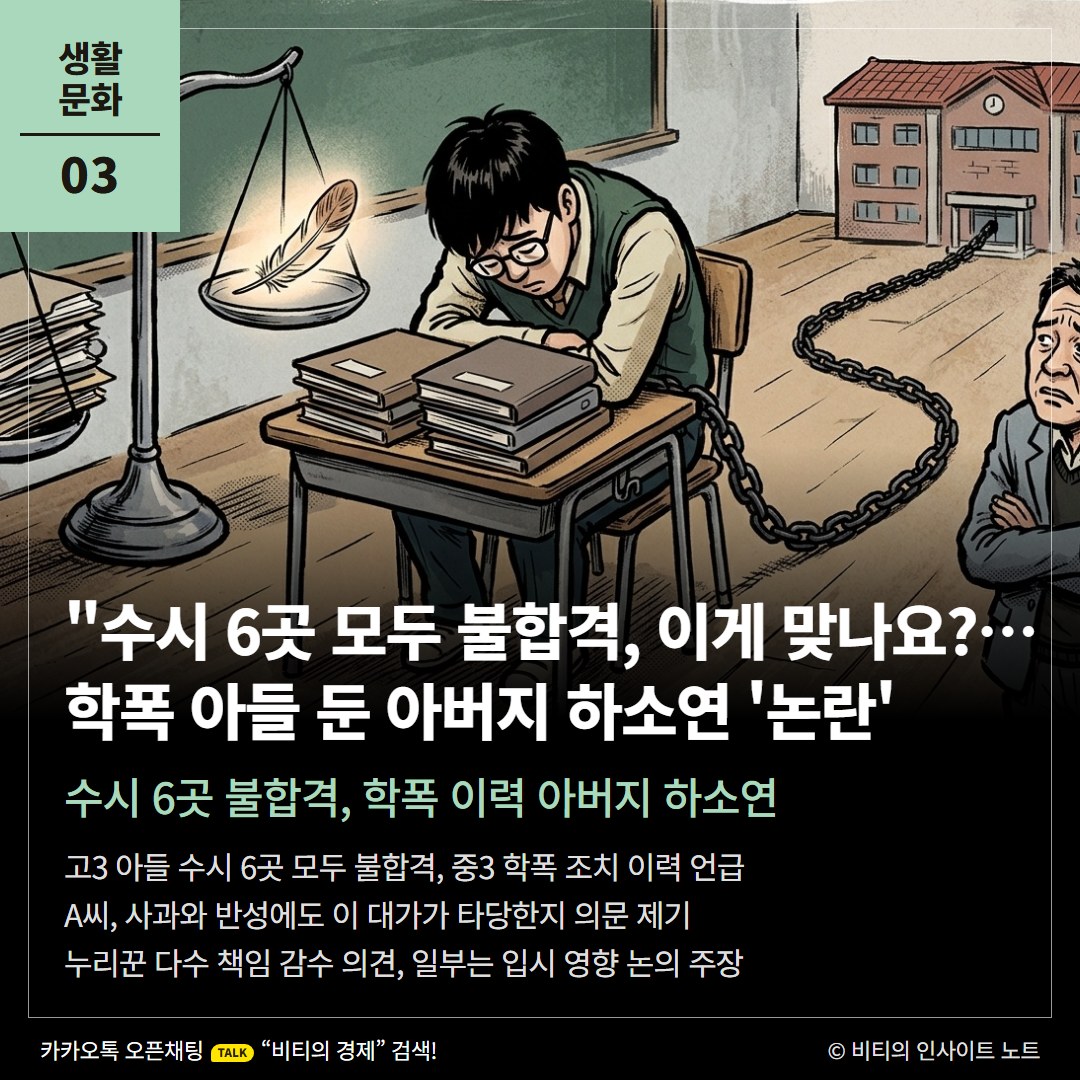 생활
문화
03
"수시 6곳 모두 불합격, 이게 맞나요?…
학폭 아들 둔 아버지 하소연 '논란'
수시 6곳 불합격, 학폭 이력 아버지 하소연
고3 아들 수시 6곳 모두 불합격, 중3 학폭 조치 이력 언급
A씨, 사과와 반성에도 이 대가가 타당한지 의문 제기
누리꾼 다수 책임 감수 의견, 일부는 입시 영향 논의 주장
카카오톡 오픈채팅 TALK “비티의 경제” 검색!
© 비티의 인사이트 노트